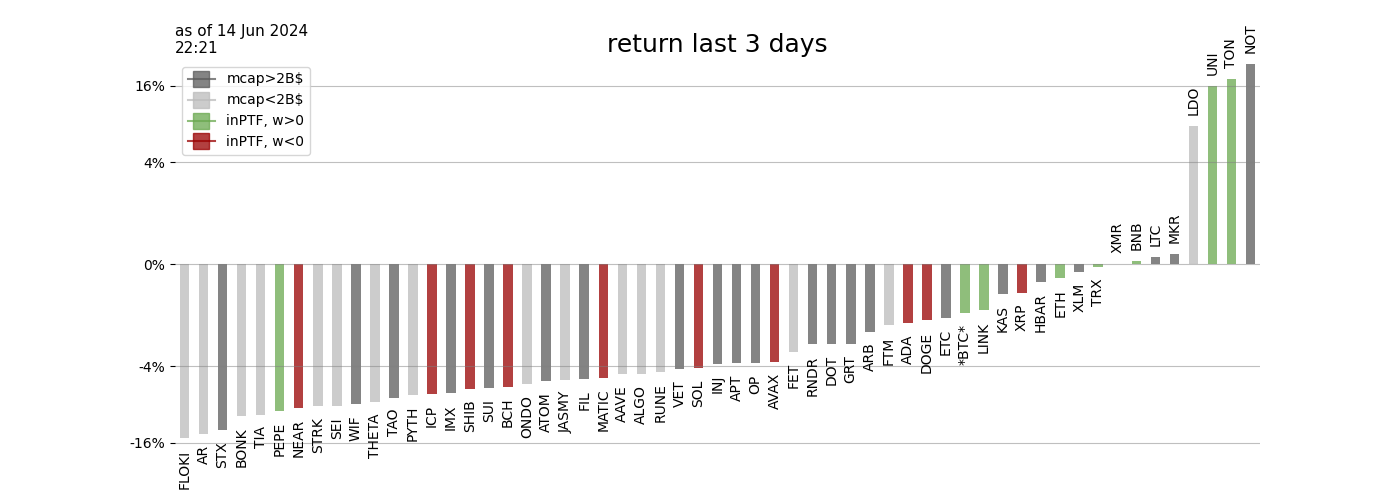 as of 14 Jun 2024
22:21
return last 3 days
mcap>2B$
mcap<2B$
inPTF, w>0
inPTF, w<0
16%
4%
0%
-4%
-16%
FLOKI
AR
STX
BONK
TIA
PEPE
NEAR
STRK
SEI
WIF
THETA
TAO
PYTH
ICP
IMX
SHIB
SUI
BCH
ONDO
ATOM
JASMY
FIL
MATIC
AAVE
ALGO
RUNE
VET
SOL
INJ
APT
OP
AVAX
FET
RNDR
DOT
GRT
ARB
FTM
ADA
DOGE
ETC
*BTC*
LINK
KAS
XRP
HBAR
ETH
XLM
TRX
XMR
BNB
LTC
MKR
LDO
UNI
TON
NOT